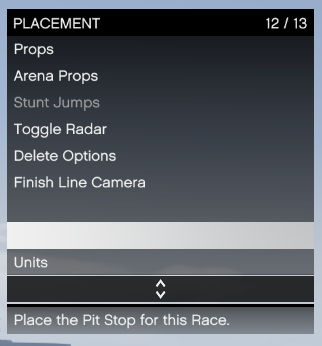 PLACEMENT 12 / 13
Props
Arena Props
Stunt Jumps
Toggle Radar
Delete Options
Finish Line Camera
Units
Place the Pit Stop for this Race.